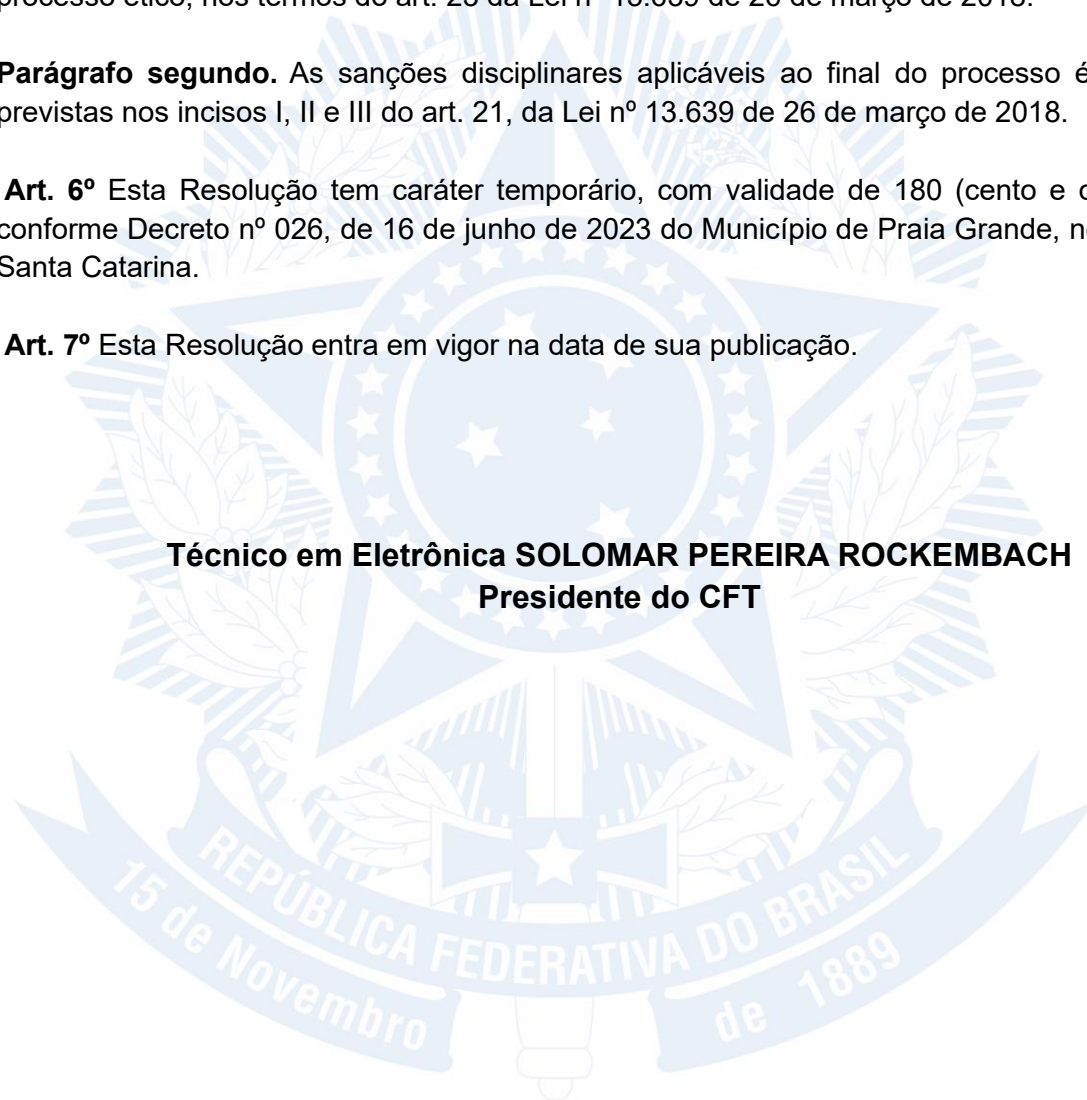 processo ético, nos termos do art. 23 da Lei nº 13.639 de 26 de março de 2018.
Parágrafo segundo. As sanções disciplinares aplicáveis ao final do processo é
previstas nos incisos I, II e III do art. 21, da Lei nº 13.639 de 26 de março de 2018.
Art. 6º Esta Resolução tem caráter temporário, com validade de 180 (cento e
conforme Decreto nº 026, de 16 de junho de 2023 do Município de Praia Grande,
Santa Catarina.
Art. 7º Esta Resolução entra em vigor na data de sua publicação.
Técnico em Eletrônica SOLOMAR PEREIRA ROCKEMBACH
Presidente do CFT
REPÚBLICA FEDERATIVA DO BRASIL
15 de Novembro de 1889